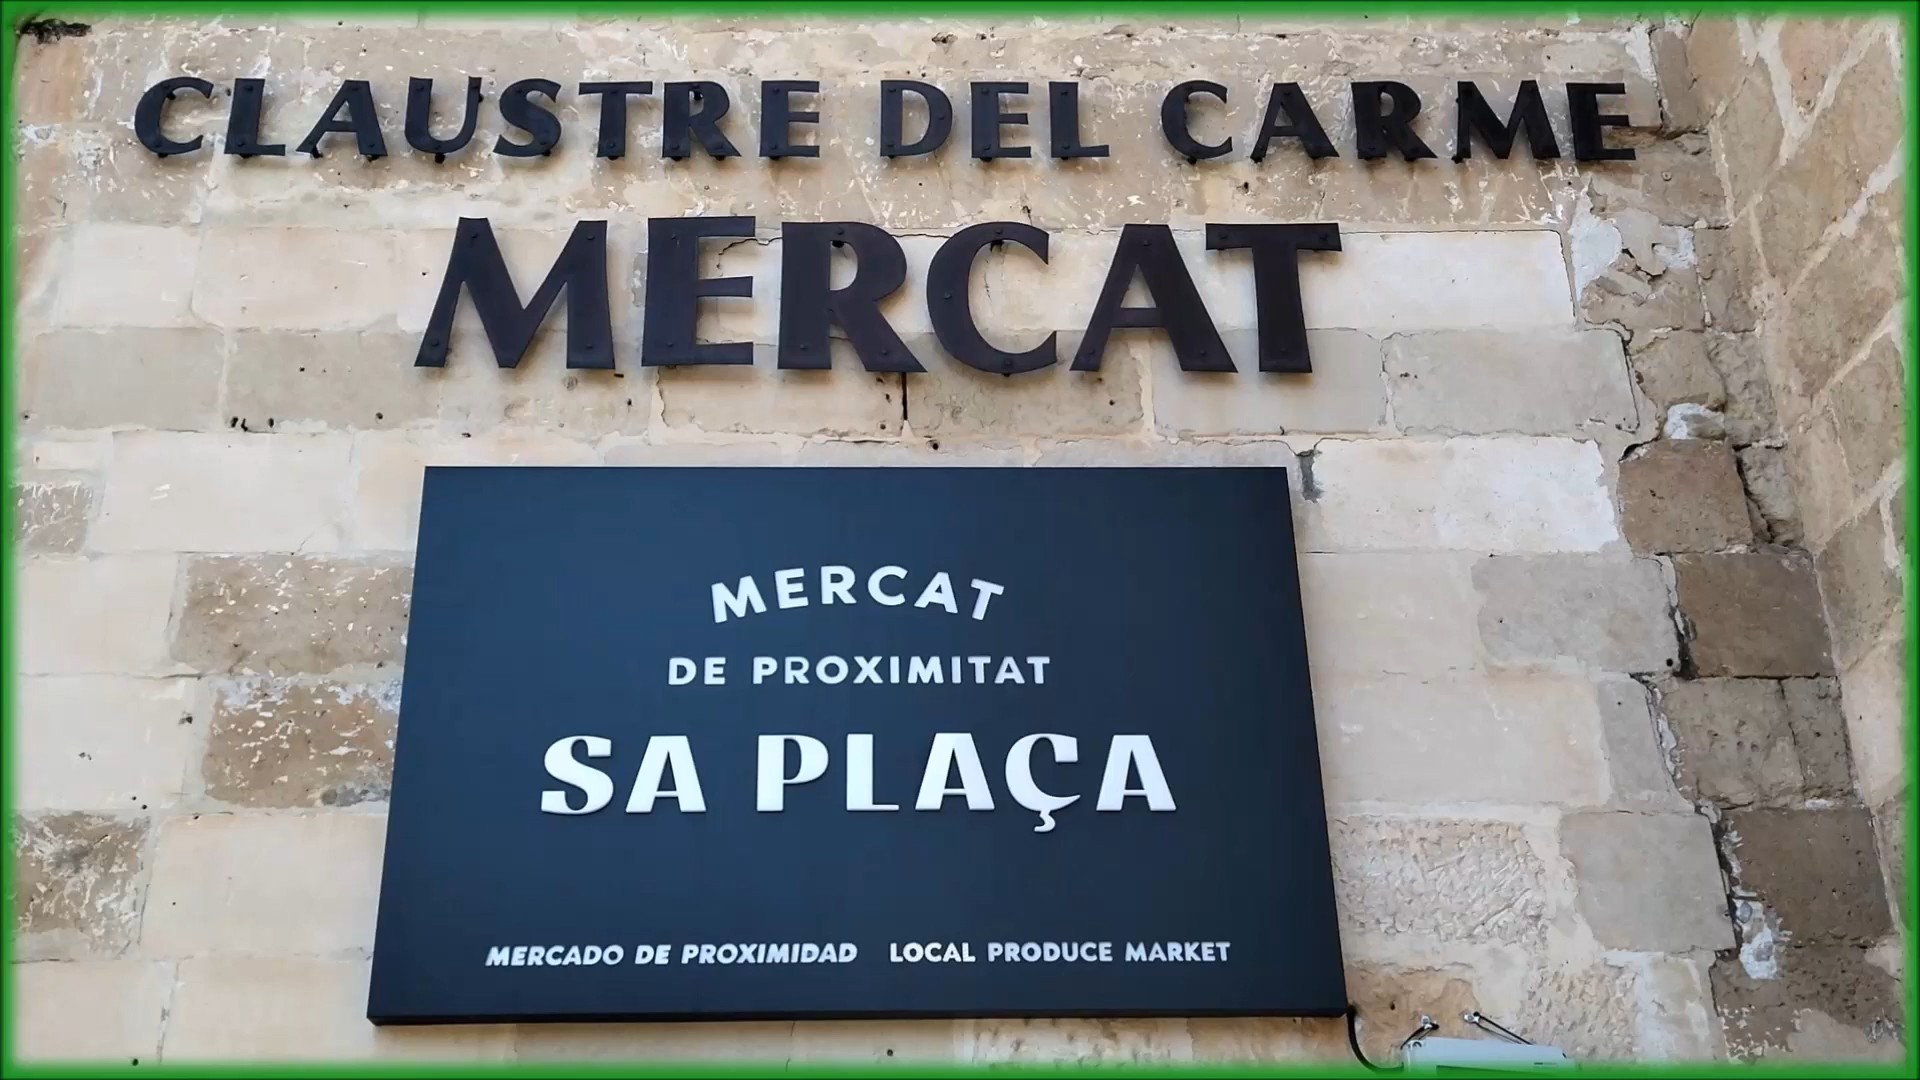 CLAUSTRE DEL CARME
MERCAT
MERCAT
DE PROXIMITAT
SA PLAÇA
MERCADO DE PROXIMIDAD LOCAL PRODUCE MARKET